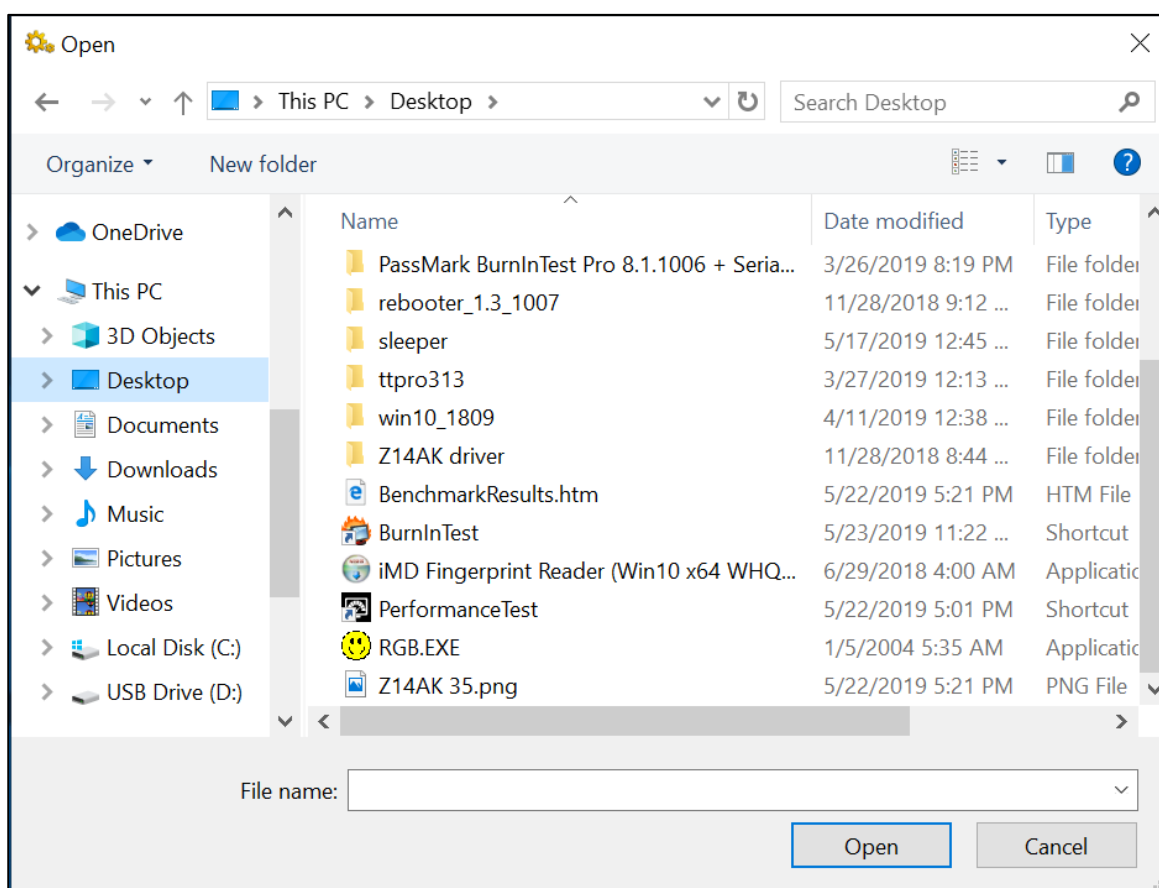 Open
This PC > Desktop >
Search Desktop
Organize
New folder
?
Name
Date modified
Type
OneDrive
This PC
3D Objects
Desktop
Documents
Downloads
Music
Pictures
Videos
Local Disk (C:)
USB Drive (D:)
PassMark BurnInTest Pro 8.1.1006 + Seria... 3/26/2019 8:19 PM File folder
rebooter_1.3_1007 11/28/2018 9:12 ... File folder
sleeper 5/17/2019 12:45 ... File folder
ttpro313 3/27/2019 12:13 ... File folder
win10_1809 4/11/2019 12:38 ... File folder
Z14AK driver 11/28/2018 8:44 ... File folder
BenchmarkResults.htm 5/22/2019 5:21 PM HTM File
BurnInTest 5/23/2019 11:22 ... Shortcut
iMD Fingerprint Reader (Win10 x64 WHQ... 6/29/2018 4:00 AM Applicatic
PerformanceTest 5/22/2019 5:01 PM Shortcut
RGB.EXE 1/5/2004 5:35 AM Applicatic
Z14AK 35.png 5/22/2019 5:21 PM PNG File
File name:
Open
Cancel